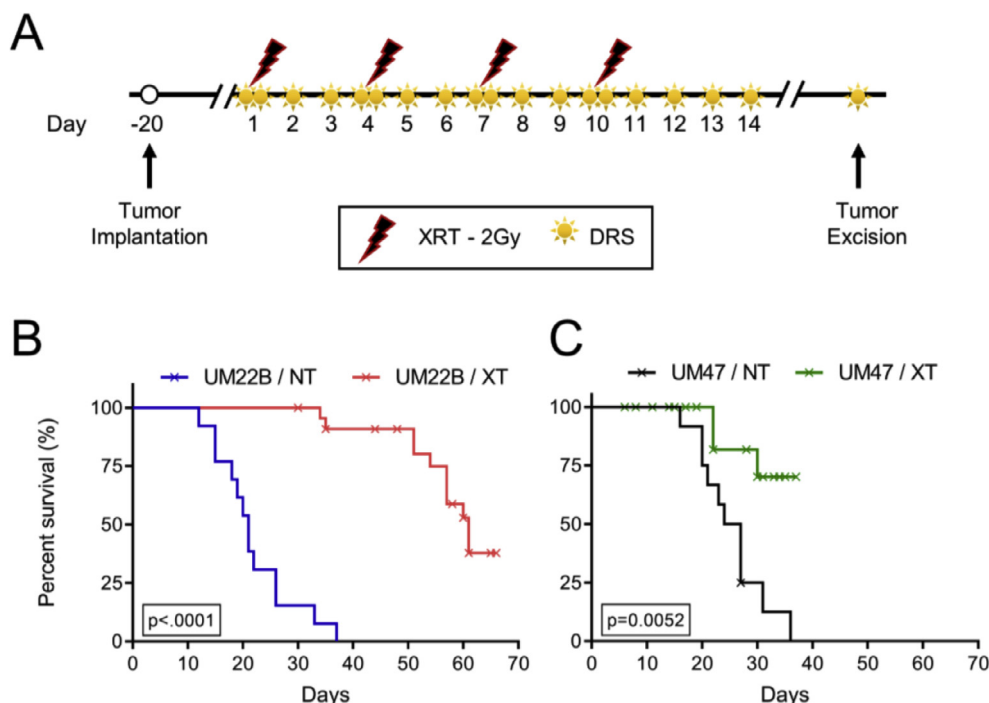 A
Day -20 1 2 3 4 5 6 7 8 9 10 11 12 13 14
Tumor
Implantation
XRT - 2Gy DRS
Tumor
Excision
B
UM22B / NT UM22B / XT
Percent survival (%)
100
75
50
25
0
p<.0001
0 10 20 30 40 50 60 70
Days
C
UM47 / NT UM47 / XT
100
75
50
25
0
p=0.0052
0 10 20 30 40 50 60 70
Days